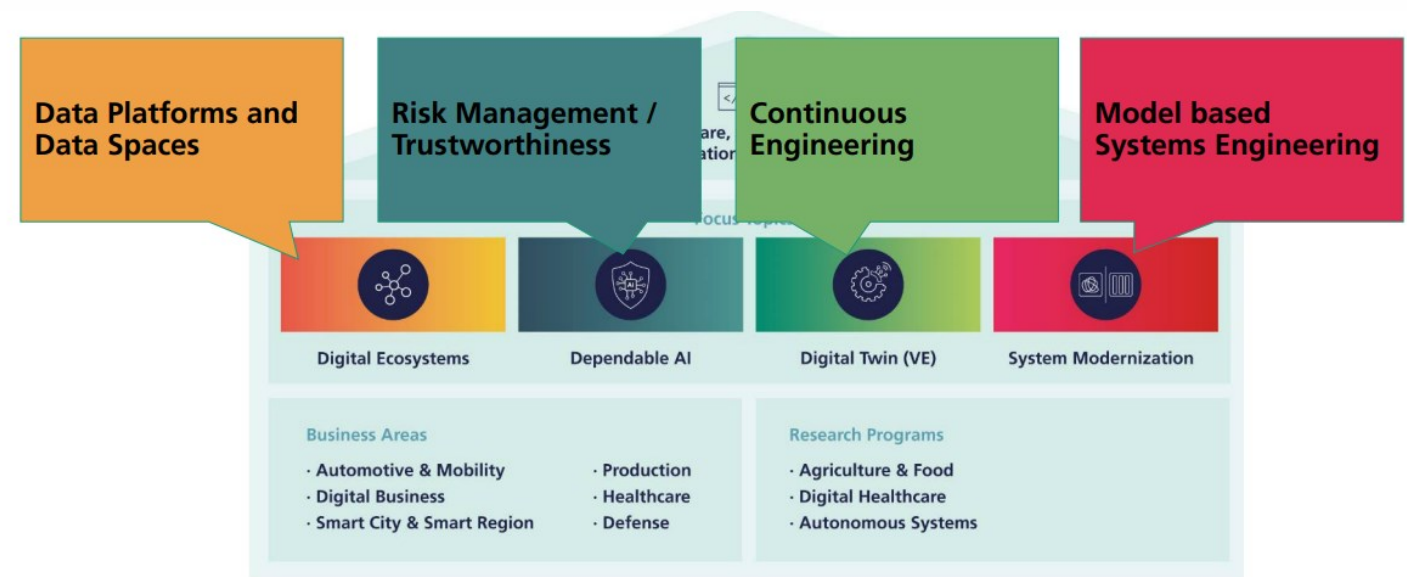 Data Platforms and
Data Spaces
Risk Management /
Trustworthiness
Continuous
Engineering
Model based
Systems Engineering
Focus
Digital Ecosystems
Dependable AI
Digital Twin (VE)
System Modernization
Business Areas
· Automotive & Mobility
· Digital Business
· Smart City & Smart Region
· Production
· Healthcare
· Defense
Research Programs
· Agriculture & Food
· Digital Healthcare
· Autonomous Systems
AI